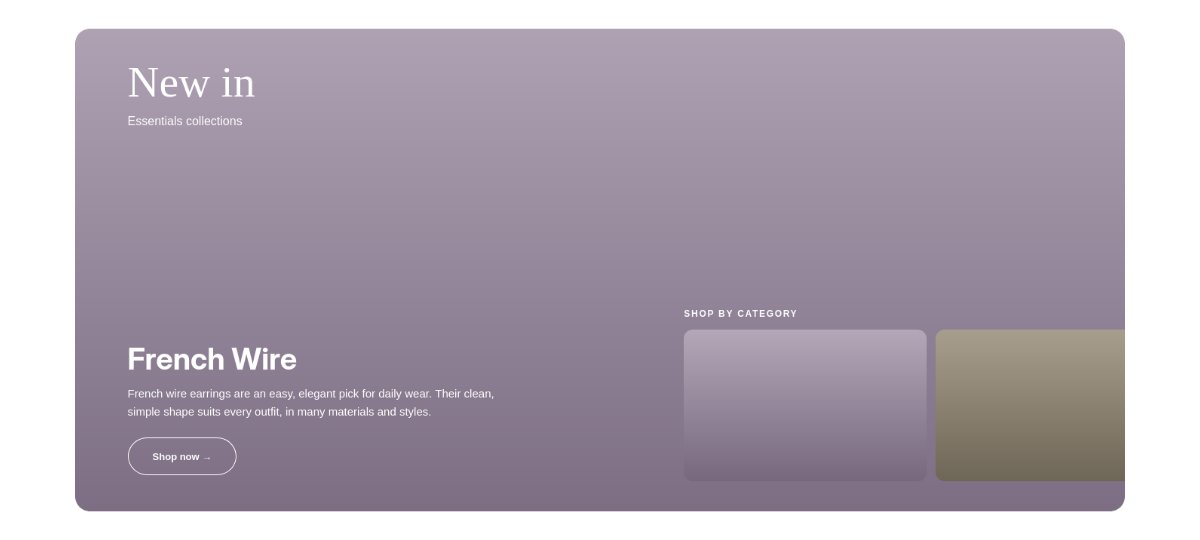 New in
Essentials collections
SHOP BY CATEGORY
French Wire
French wire earrings are an easy, elegant pick for daily wear. Their clean,
simple shape suits every outfit, in many materials and styles.
Shop now →